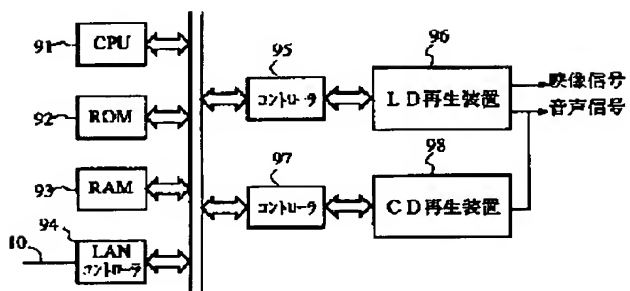 91
CPU
92
ROM
93
RAM
94
10
LAN
コントローラ
95
コントローラ
96
LD再生装置
映像信号
音声信号
97
コントローラ
98
CD再生装置